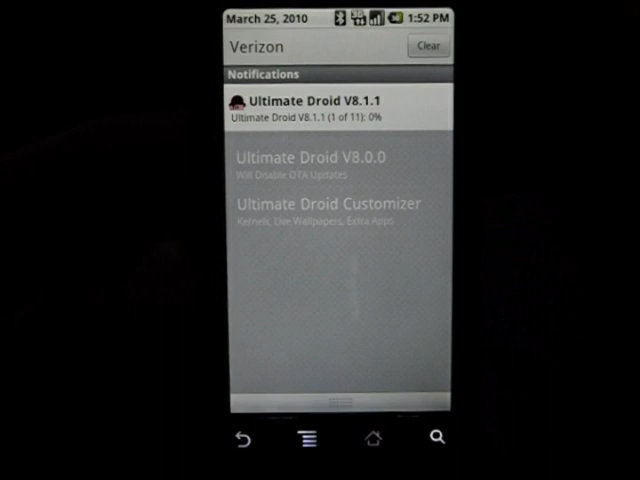 March 25, 2010 3G 1:52 PM
Verizon Clear
Notifications
Ultimate Droid V8.1.1
Ultimate Droid V8.1.1 (1 of 11): 0%
Ultimate Droid V8.0.0
Will Disable OTA Updates
Ultimate Droid Customizer
Kernels, Live Wallpapers, Extra Apps